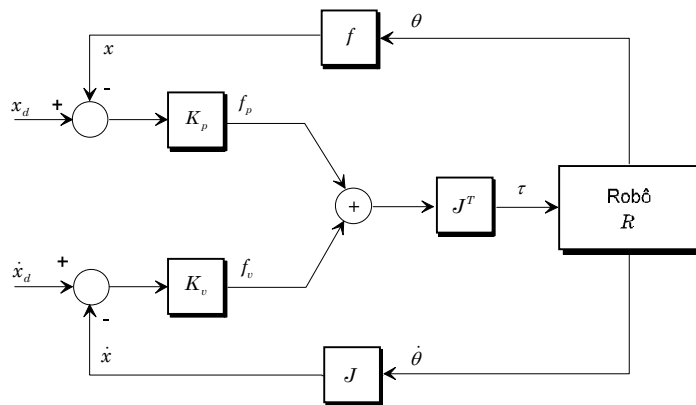 x
f
θ
-
x_d
+
K_p
f_p
+
J^T
τ
Robô
R
ẋ_d
+
K_v
f_v
-
ẋ
J
θ̇